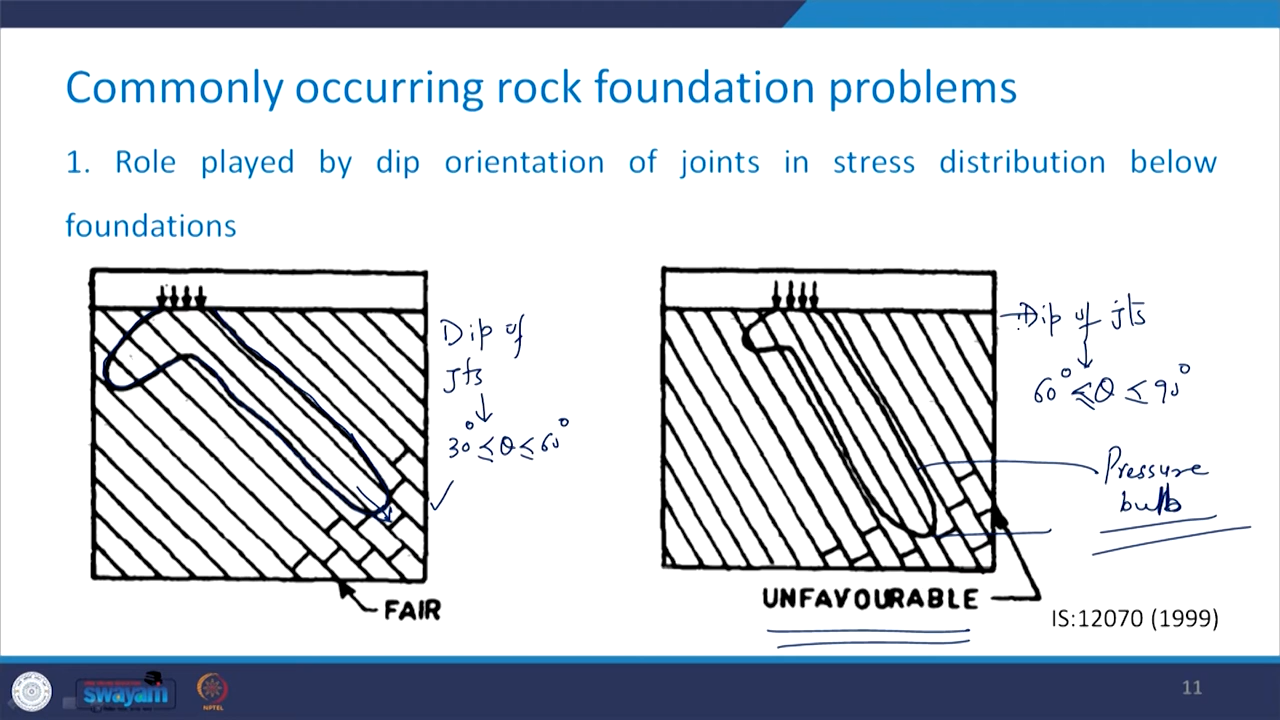 Commonly occurring rock foundation problems
1. Role played by dip orientation of joints in stress distribution below
foundations
Dip of
jts
30° ≤ θ ≤ 60°
FAIR
Dip of jts
60° ≤ θ ≤ 90°
Pressure
bulb
UNFAVOURABLE
IS:12070 (1999)
swayam
NPTEL
11